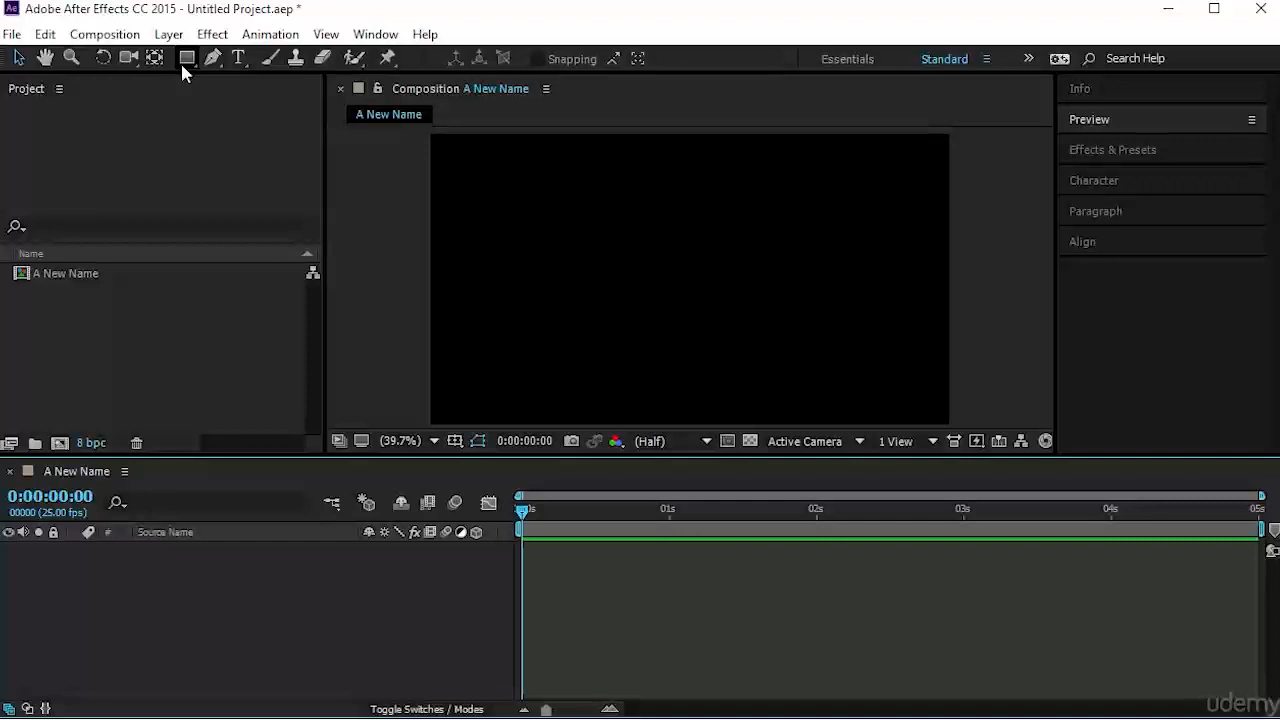 Ae Adobe After Effects CC 2015 - Untitled Project.aep *
File Edit Composition Layer Effect Animation View Window Help
T Snapping Essentials Standard Search Help
Project
Composition A New Name
A New Name
Info
Preview
Effects & Presets
Character
Paragraph
Align
Name
A New Name
8 bpc
(39.7%) 0:00:00:00 (Half) Active Camera 1 View
A New Name
0:00:00:00
00000 (25.00 fps)
0s 01s 02s 03s 04s 05s
# Source Name fx
Toggle Switches / Modes
udemy